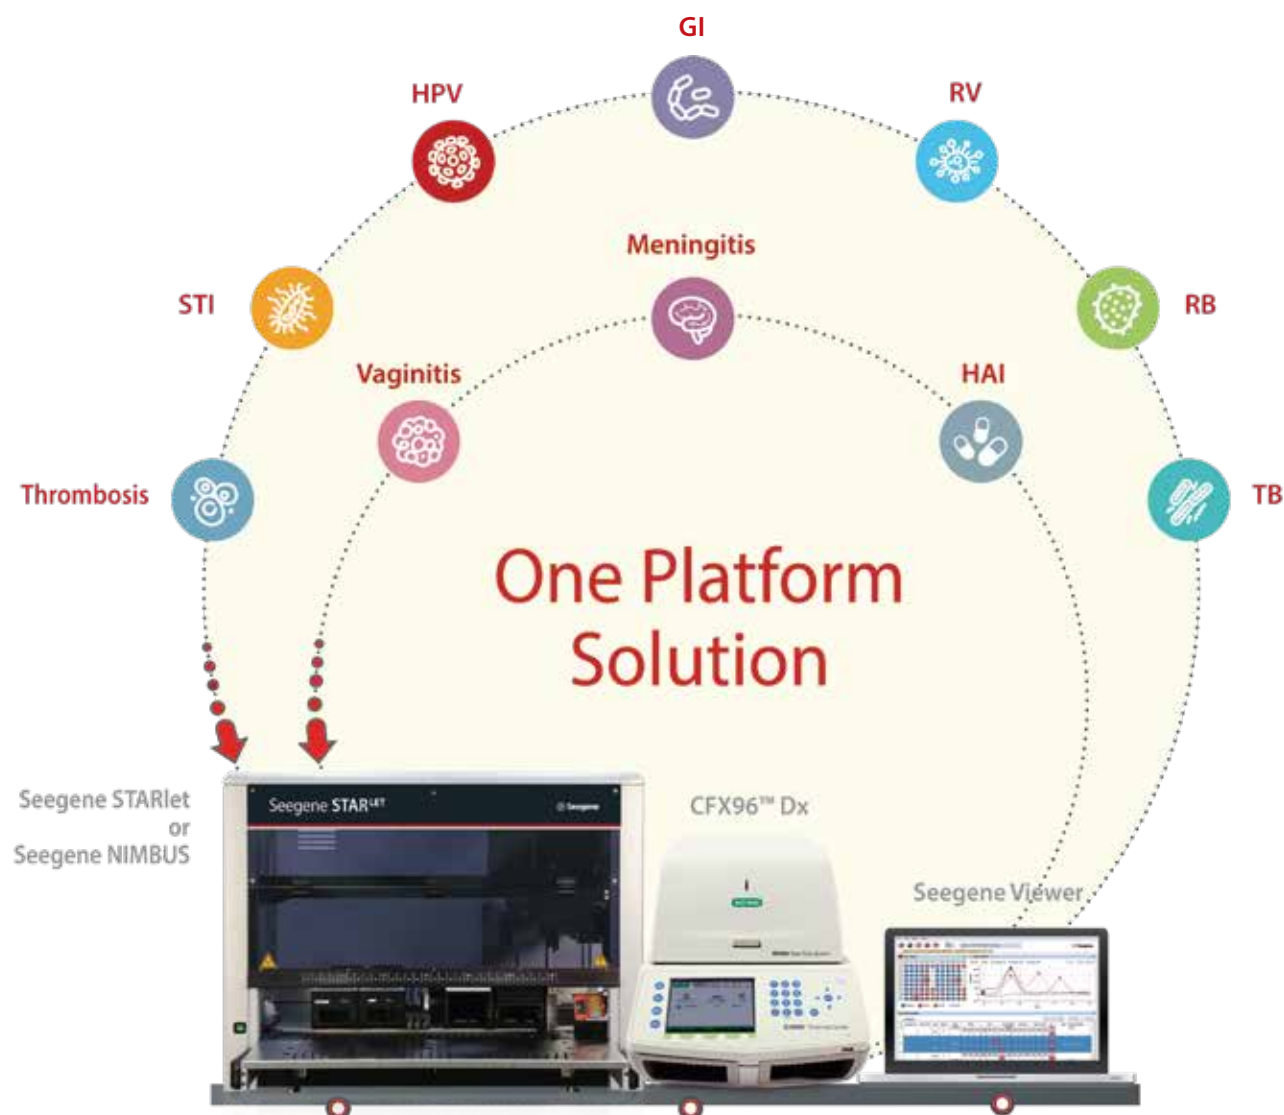 GI
HPV
RV
Meningitis
STI
RB
Vaginitis
HAI
Thrombosis
TB
One Platform
Solution
Seegene STARlet
or
Seegene NIMBUS
Seegene STARLET
Seegene
CFX96™ Dx
Seegene Viewer